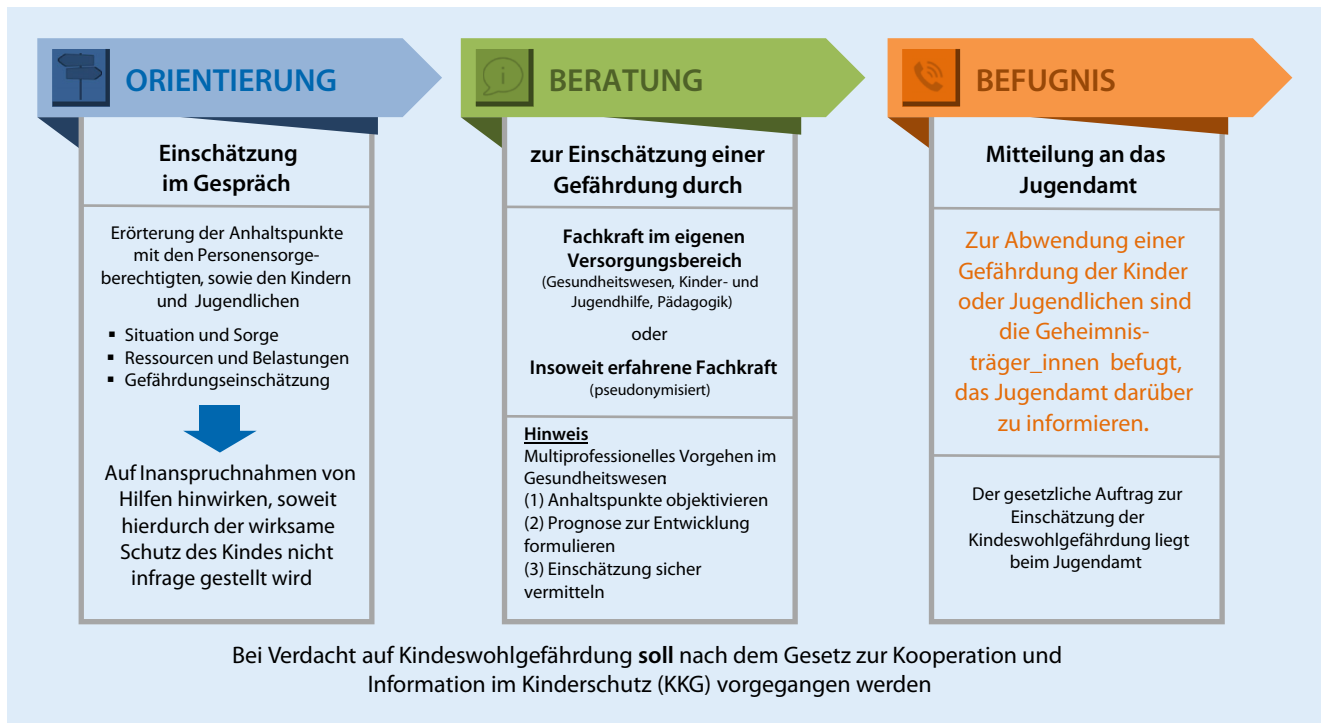 ORIENTIERUNG
Einschätzung
im Gespräch
Erörterung der Anhaltspunkte
mit den Personensorge-
berechtigten, sowie den Kindern
und Jugendlichen
▪ Situation und Sorge
▪ Ressourcen und Belastungen
▪ Gefährdungseinschätzung
Auf Inanspruchnahmen von
Hilfen hinwirken, soweit
hierdurch der wirksame
Schutz des Kindes nicht
infrage gestellt wird
BERATUNG
zur Einschätzung einer
Gefährdung durch
Fachkraft im eigenen
Versorgungsbereich
(Gesundheitswesen, Kinder- und
Jugendhilfe, Pädagogik)
oder
Insoweit erfahrene Fachkraft
(pseudonymisiert)
Hinweis
Multiprofessionelles Vorgehen im
Gesundheitswesen
(1) Anhaltspunkte objektivieren
(2) Prognose zur Entwicklung
formulieren
(3) Einschätzung sicher
vermitteln
BEFUGNIS
Mitteilung an das
Jugendamt
Zur Abwendung einer
Gefährdung der Kinder
oder Jugendlichen sind
die Geheimnis-
träger_innen befugt,
das Jugendamt darüber
zu informieren.
Der gesetzliche Auftrag zur
Einschätzung der
Kindeswohlgefährdung liegt
beim Jugendamt
Bei Verdacht auf Kindeswohlgefährdung soll nach dem Gesetz zur Kooperation und
Information im Kinderschutz (KKG) vorgegangen werden